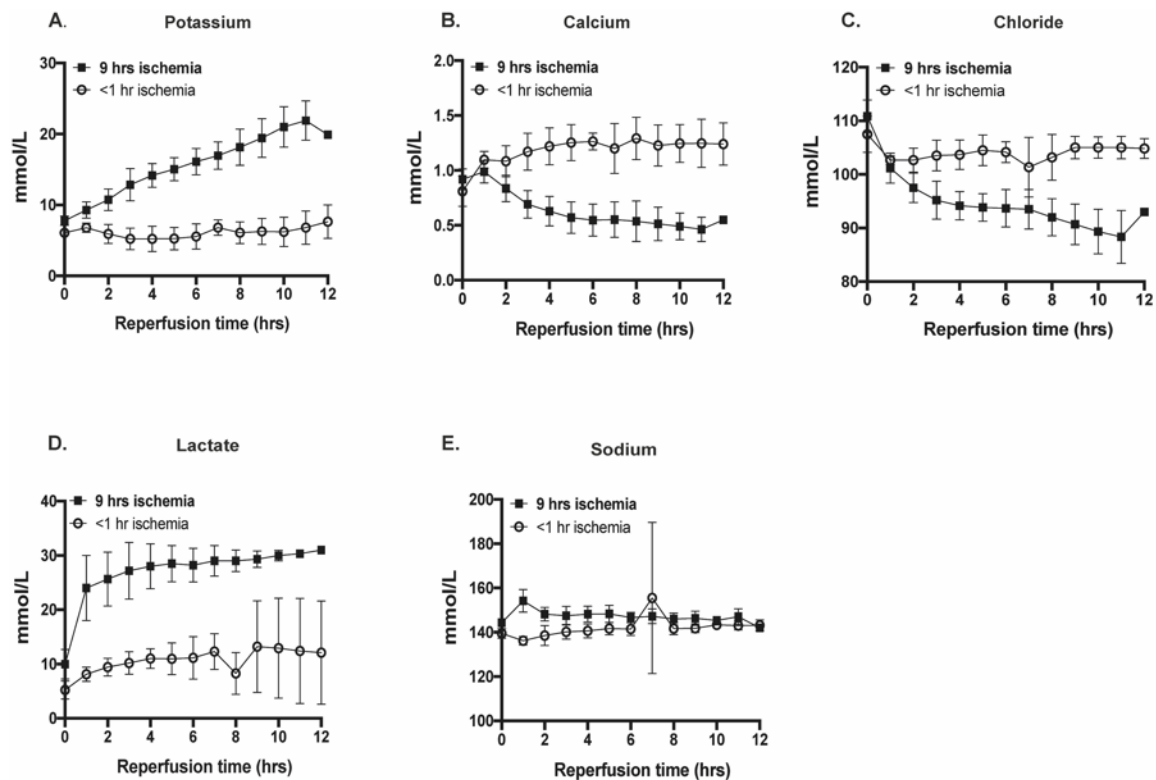 A.
Potassium
mmol/L
30
20
10
0
9 hrs ischemia
<1 hr ischemia
0 2 4 6 8 10 12
Reperfusion time (hrs)
B.
Calcium
mmol/L
2.0
1.5
1.0
0.5
0.0
9 hrs ischemia
<1 hr ischemia
0 2 4 6 8 10 12
Reperfusion time (hrs)
C.
Chloride
mmol/L
120
110
100
90
80
9 hrs ischemia
<1 hr ischemia
0 2 4 6 8 10 12
Reperfusion time (hrs)
D.
Lactate
mmol/L
40
30
20
10
0
9 hrs ischemia
<1 hr ischemia
0 2 4 6 8 10 12
Reperfusion time (hrs)
E.
Sodium
mmol/L
200
180
160
140
120
100
9 hrs ischemia
<1 hr ischemia
0 2 4 6 8 10 12
Reperfusion time (hrs)